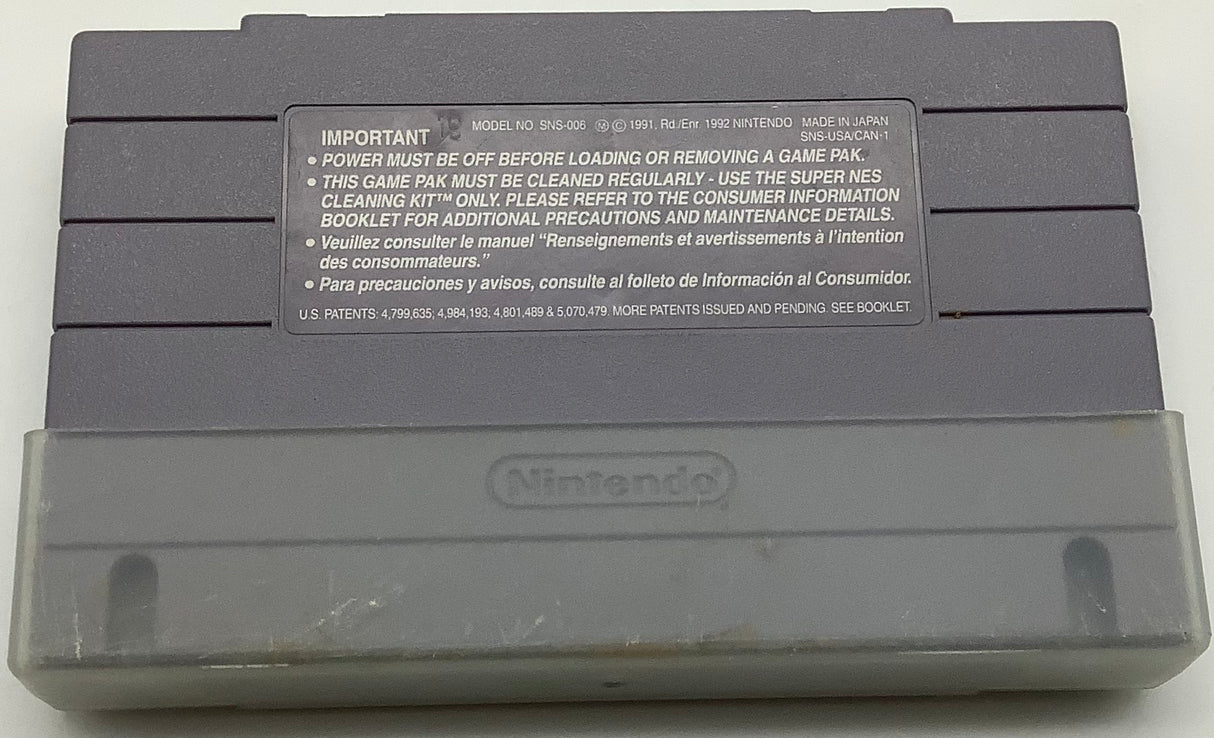 IMPORTANT 18 MODEL NO. SNS-006 Ⓜ © 1991, Rd./Enr. 1992 NINTENDO MADE IN JAPAN
SNS-USA/CAN-1
• POWER MUST BE OFF BEFORE LOADING OR REMOVING A GAME PAK.
• THIS GAME PAK MUST BE CLEANED REGULARLY - USE THE SUPER NES
CLEANING KIT™ ONLY. PLEASE REFER TO THE CONSUMER INFORMATION
BOOKLET FOR ADDITIONAL PRECAUTIONS AND MAINTENANCE DETAILS.
• Veuillez consulter le manuel “Renseignements et avertissements à l’intention
des consommateurs.”
• Para precauciones y avisos, consulte al folleto de Información al Consumidor.
U.S. PATENTS: 4,799,635; 4,984,193; 4,801,489 & 5,070,479. MORE PATENTS ISSUED AND PENDING. SEE BOOKLET.
Nintendo®